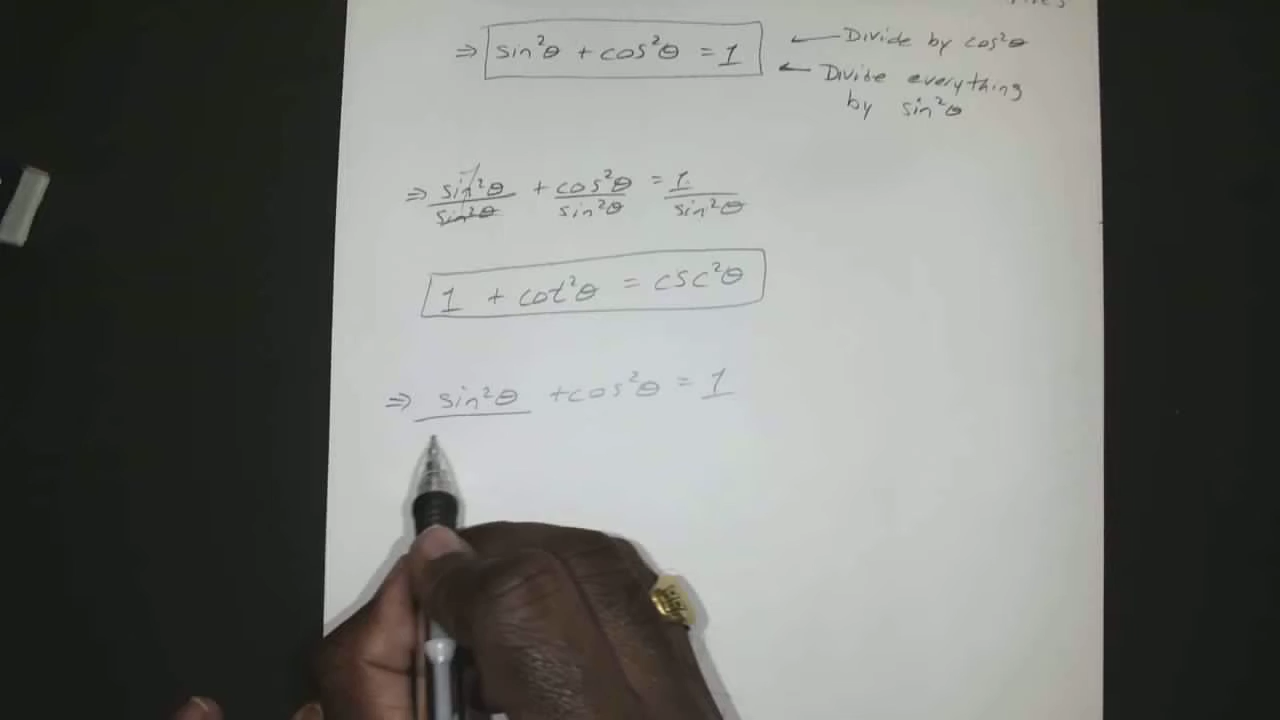 ⇒ sin²θ + cos²θ = 1 ← Divide by cos²θ
← Divide everything
by sin²θ
⇒ sin²θ/sin²θ + cos²θ/sin²θ = 1/sin²θ
1 + cot²θ = csc²θ
⇒ sin²θ + cos²θ = 1